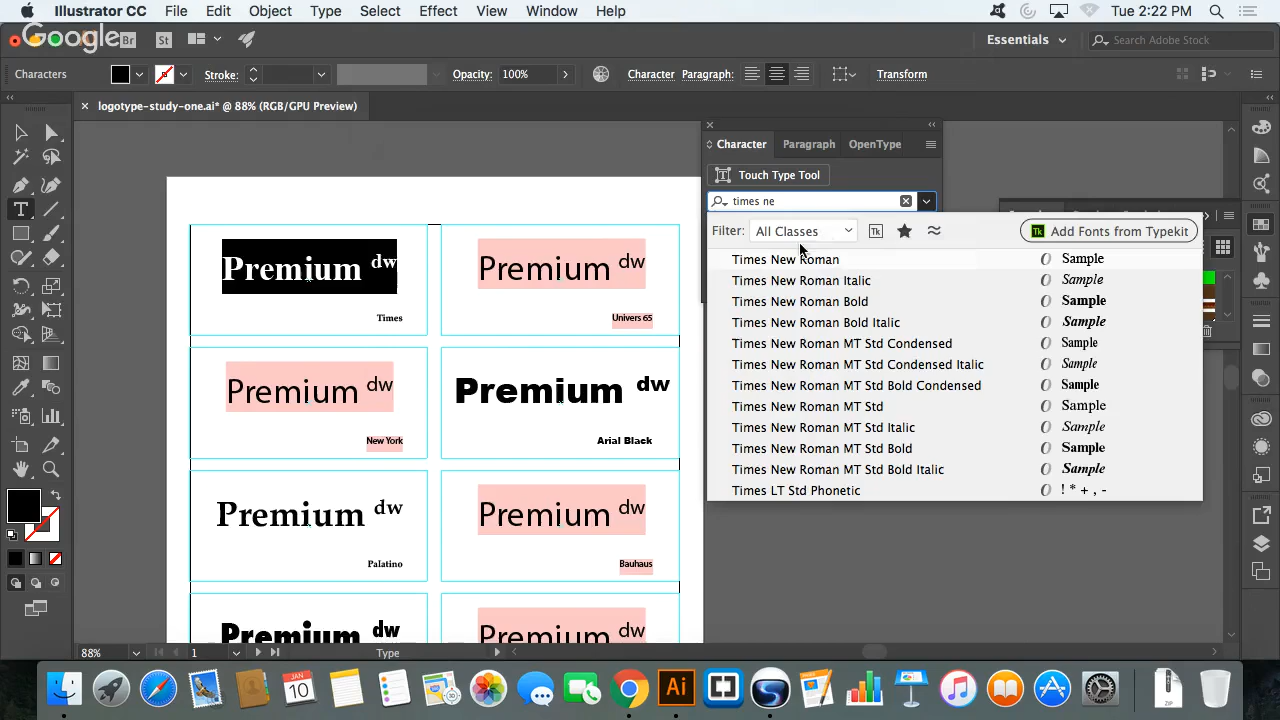 Illustrator CC File Edit Object Type Select Effect View Window Help Tue 2:22 PM
Google Br St Essentials Search Adobe Stock
Characters Stroke: Opacity: 100% Character Paragraph: Transform
logotype-study-one.ai* @ 88% (RGB/GPU Preview)
Character Paragraph OpenType
Touch Type Tool
times ne
Filter: All Classes Tk Tk Add Fonts from Typekit
Times New Roman O Sample
Times New Roman Italic O Sample
Times New Roman Bold O Sample
Times New Roman Bold Italic O Sample
Times New Roman MT Std Condensed O Sample
Times New Roman MT Std Condensed Italic O Sample
Times New Roman MT Std Bold Condensed O Sample
Times New Roman MT Std O Sample
Times New Roman MT Std Italic O Sample
Times New Roman MT Std Bold O Sample
Times New Roman MT Std Bold Italic O Sample
Times LT Std Phonetic O ! * + , -
Premium dw
Times
Premium dw
Univers 65
Premium dw
New York
Premium dw
Arial Black
Premium dw
Palatino
Premium dw
Bauhaus
Premium dw
Premium dw
88% 1 Type
JAN 10 Ai ZIP